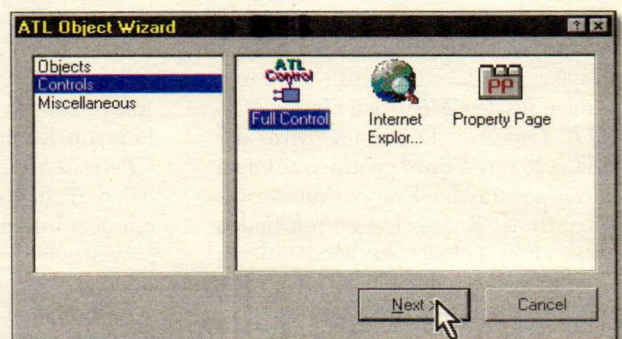 ATL Object Wizard
Objects
Controls
Miscellaneous
ATL
Control
Full Control
Internet
Explor...
PP
Property Page
Next >
Cancel